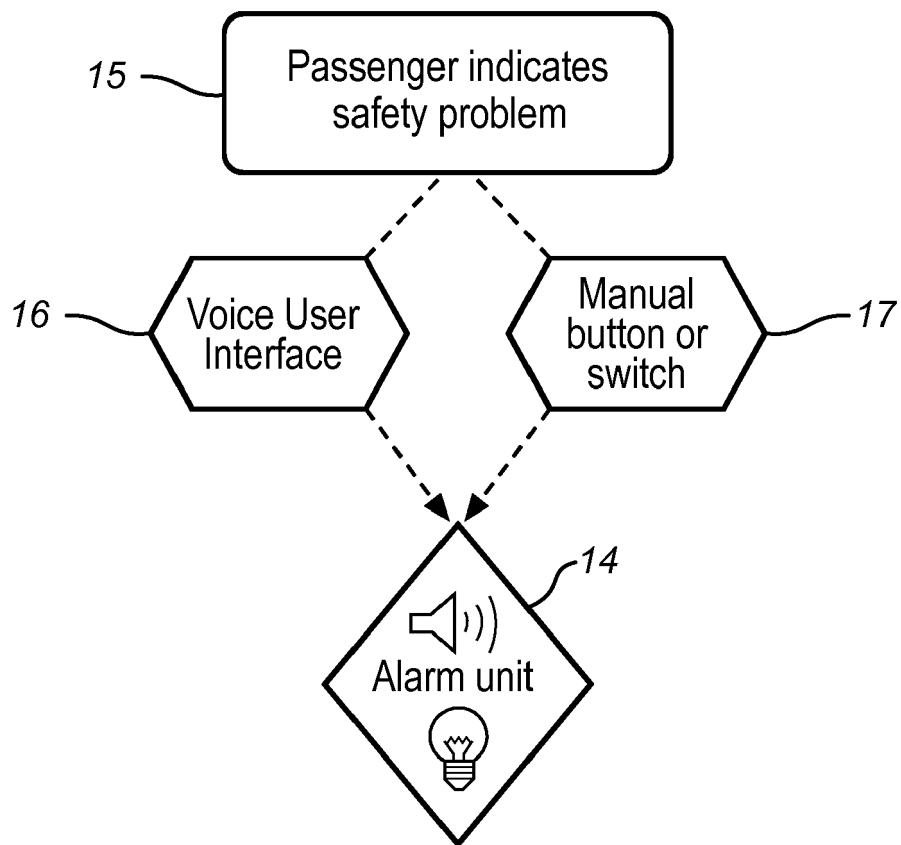 15
Passenger indicates
safety problem
16
Voice User
Interface
Manual
button or
switch
17
14
Alarm unit